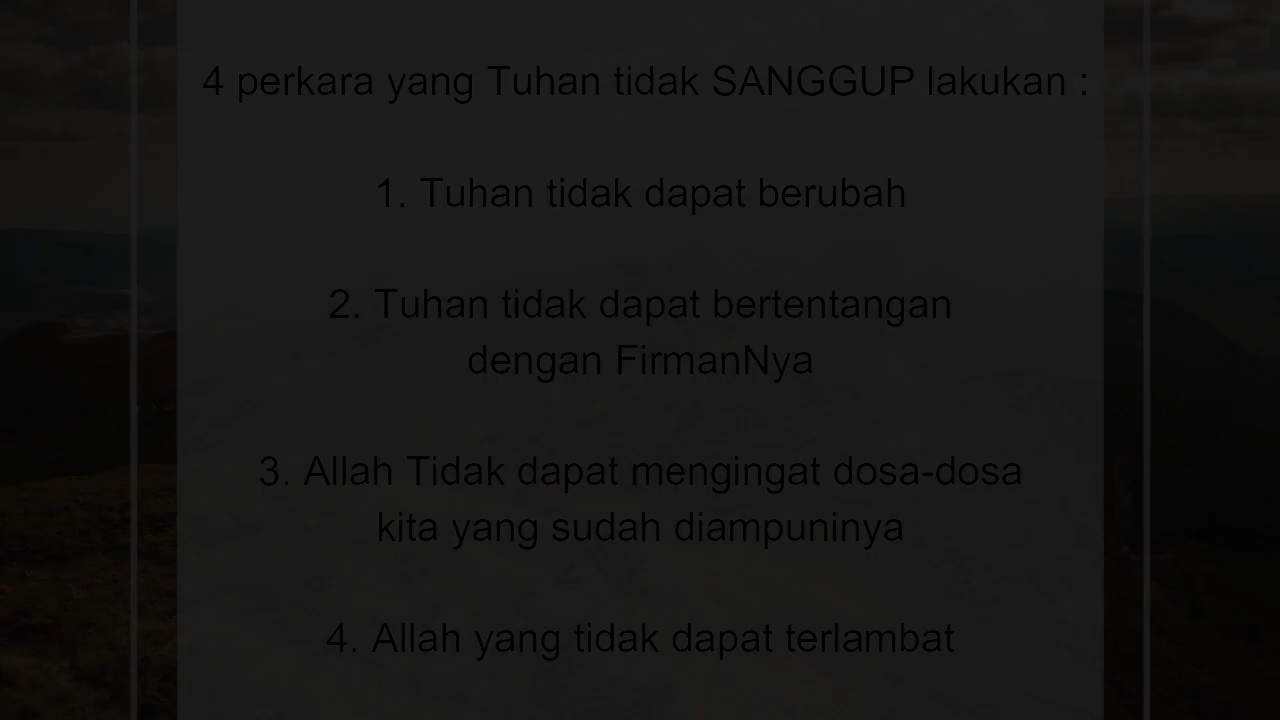 4 perkara yang Tuhan tidak SANGGUP lakukan :
1. Tuhan tidak dapat berubah
2. Tuhan tidak dapat bertentangan
dengan FirmanNya
3. Allah Tidak dapat mengingat dosa-dosa
kita yang sudah diampuninya
4. Allah yang tidak dapat terlambat